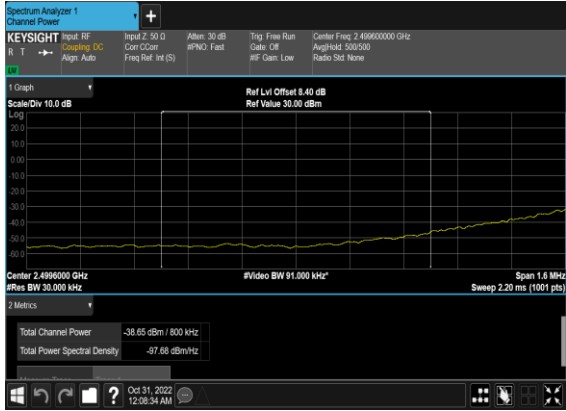 Spectrum Analyzer 1
Channel Power
KEYSIGHT
R T
LN
Input: RF
Coupling: DC
Align: Auto
Input Z: 50 Ω
Corr CCorr
Freq Ref: Int (S)
Atten: 30 dB
#PNO: Fast
Trig: Free Run
Gate: Off
#IF Gain: Low
Center Freq: 2.499600000 GHz
Avg|Hold: 500/500
Radio Std: None
1 Graph
Scale/Div 10.0 dB
Ref Lvl Offset 8.40 dB
Ref Value 30.00 dBm
Log
20.0
10.0
0.00
-10.0
-20.0
-30.0
-40.0
-50.0
-60.0
Center 2.4996000 GHz
#Video BW 91.000 kHz*
Span 1.6 MHz
#Res BW 30.000 kHz
Sweep 2.20 ms (1001 pts)
2 Metrics
Total Channel Power -38.65 dBm / 800 kHz
Total Power Spectral Density -97.68 dBm/Hz
Oct 31, 2022
12:08:34 AM